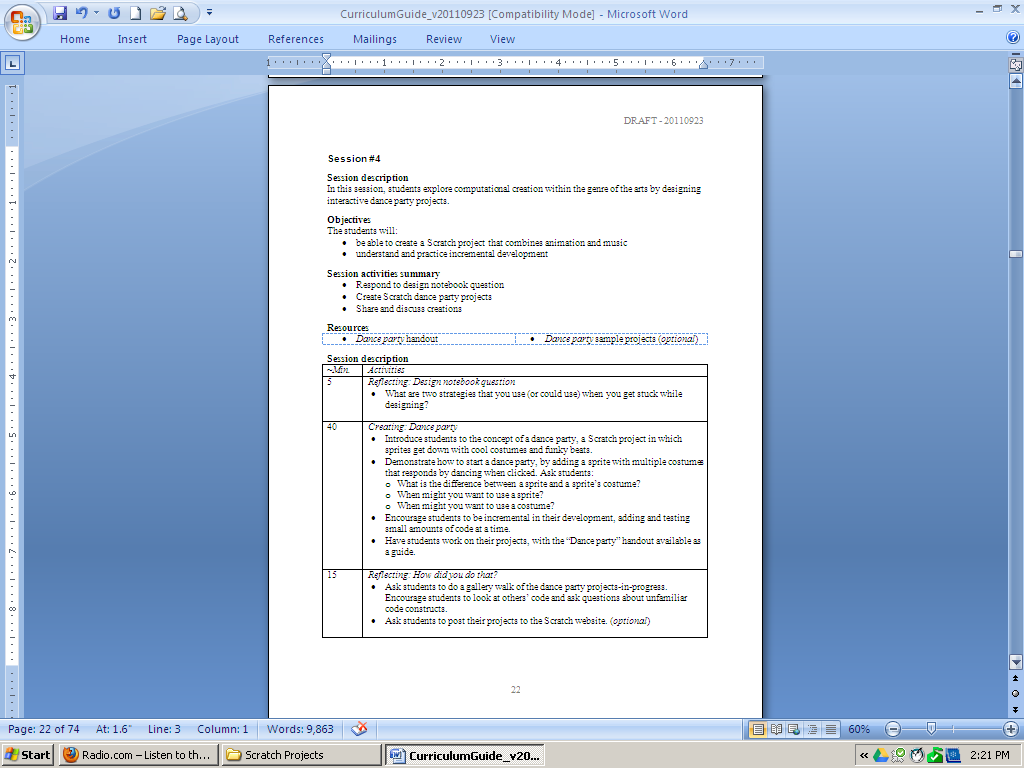 CurriculumGuide_v20110923 [Compatibility Mode] - Microsoft Word
Home Insert Page Layout References Mailings Review View
1 1 2 3 4 5 6 7
DRAFT - 20110923
Session #4
Session description
In this session, students explore computational creation within the genre of the arts by designing
interactive dance party projects.
Objectives
The students will:
• be able to create a Scratch project that combines animation and music
• understand and practice incremental development
Session activities summary
• Respond to design notebook question
• Create Scratch dance party projects
• Share and discuss creations
Resources
• Dance party handout • Dance party sample projects (optional)
Session description
~Min. Activities
5 Reflecting: Design notebook question
• What are two strategies that you use (or could use) when you get stuck while
designing?
40 Creating: Dance party
• Introduce students to the concept of a dance party, a Scratch project in which
sprites get down with cool costumes and funky beats.
• Demonstrate how to start a dance party, by adding a sprite with multiple costumes
that responds by dancing when clicked. Ask students:
o What is the difference between a sprite and a sprite's costume?
o When might you want to use a sprite?
o When might you want to use a costume?
• Encourage students to be incremental in their development, adding and testing
small amounts of code at a time.
• Have students work on their projects, with the “Dance party” handout available as
a guide.
15 Reflecting: How did you do that?
• Ask students to do a gallery walk of the dance party projects-in-progress.
Encourage students to look at others' code and ask questions about unfamiliar
code constructs.
• Ask students to post their projects to the Scratch website. (optional)
22
Page: 22 of 74 At: 1.6" Line: 3 Column: 1 Words: 9,863 60%
Start Radio.com – Listen to th... Scratch Projects CurriculumGuide_v20... 2:21 PM